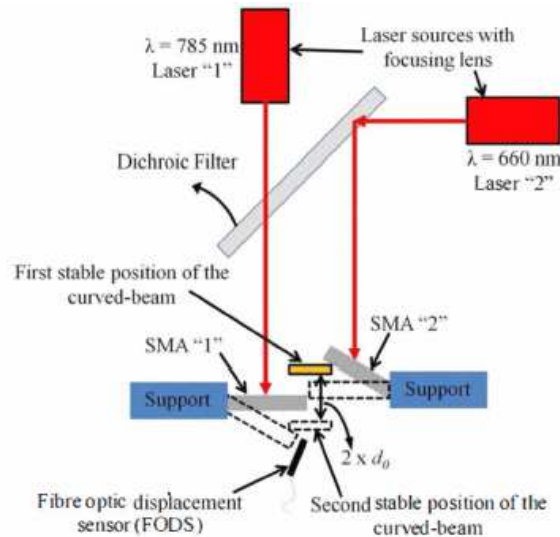 λ = 785 nm
Laser “1”
Laser sources with
focusing lens
λ = 660 nm
Laser “2”
Dichroic Filter
First stable position of the
curved-beam
SMA “2”
SMA “1”
Support
Support
2 x d₀
Fibre optic displacement
sensor (FODS)
Second stable position of the
curved-beam